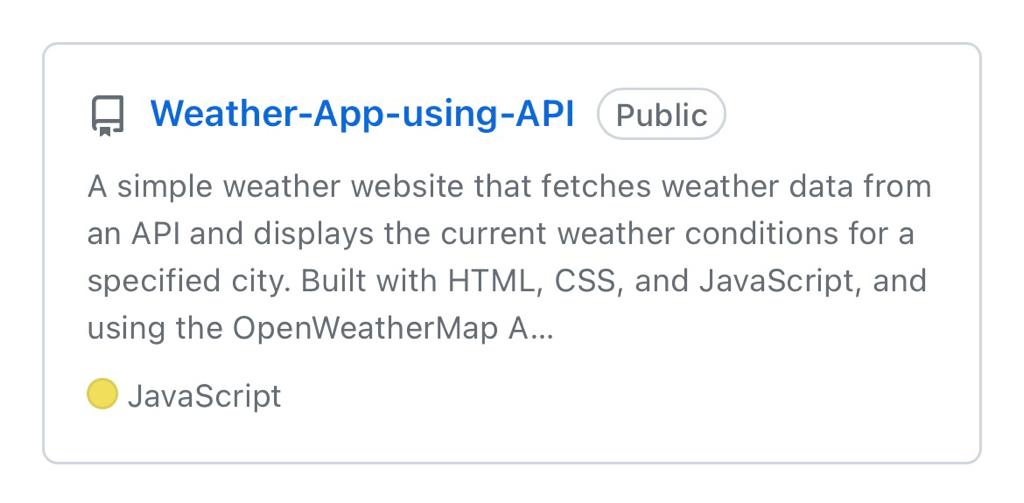 Weather-App-using-API Public
A simple weather website that fetches weather data from
an API and displays the current weather conditions for a
specified city. Built with HTML, CSS, and JavaScript, and
using the OpenWeatherMap A...
JavaScript